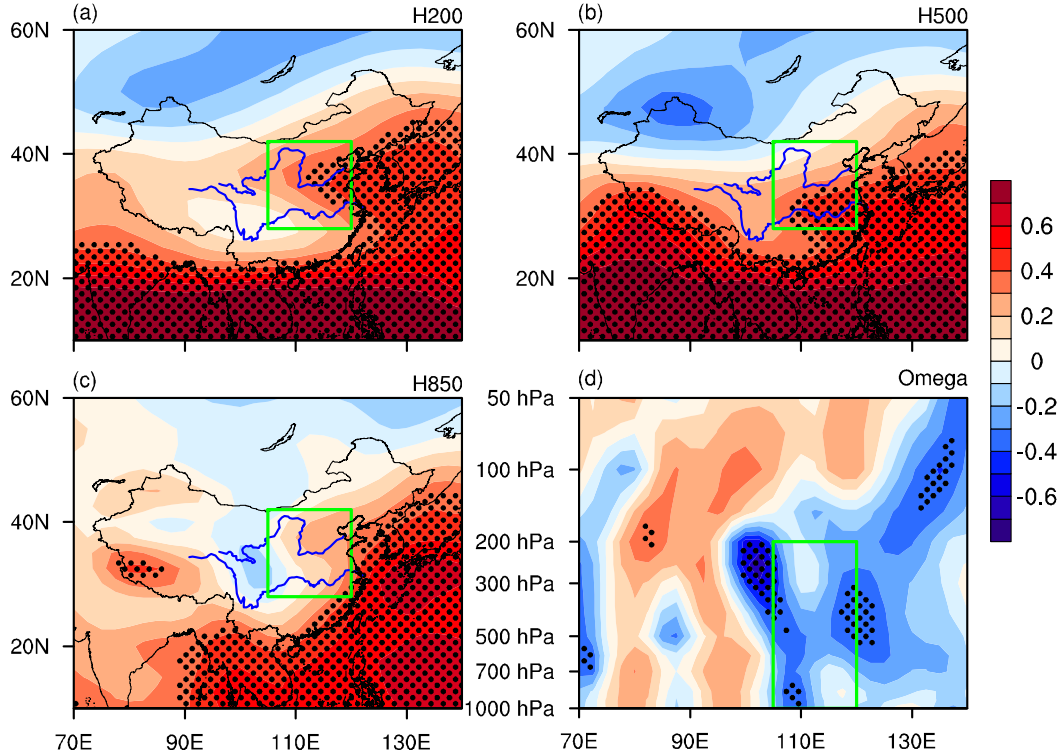 (a) H200
(b) H500
60N
40N
20N
60N
40N
20N
(c) H850
(d) Omega
60N
40N
20N
50 hPa
100 hPa
200 hPa
300 hPa
500 hPa
700 hPa
1000 hPa
70E 90E 110E 130E
70E 90E 110E 130E
0.6
0.4
0.2
0
-0.2
-0.4
-0.6